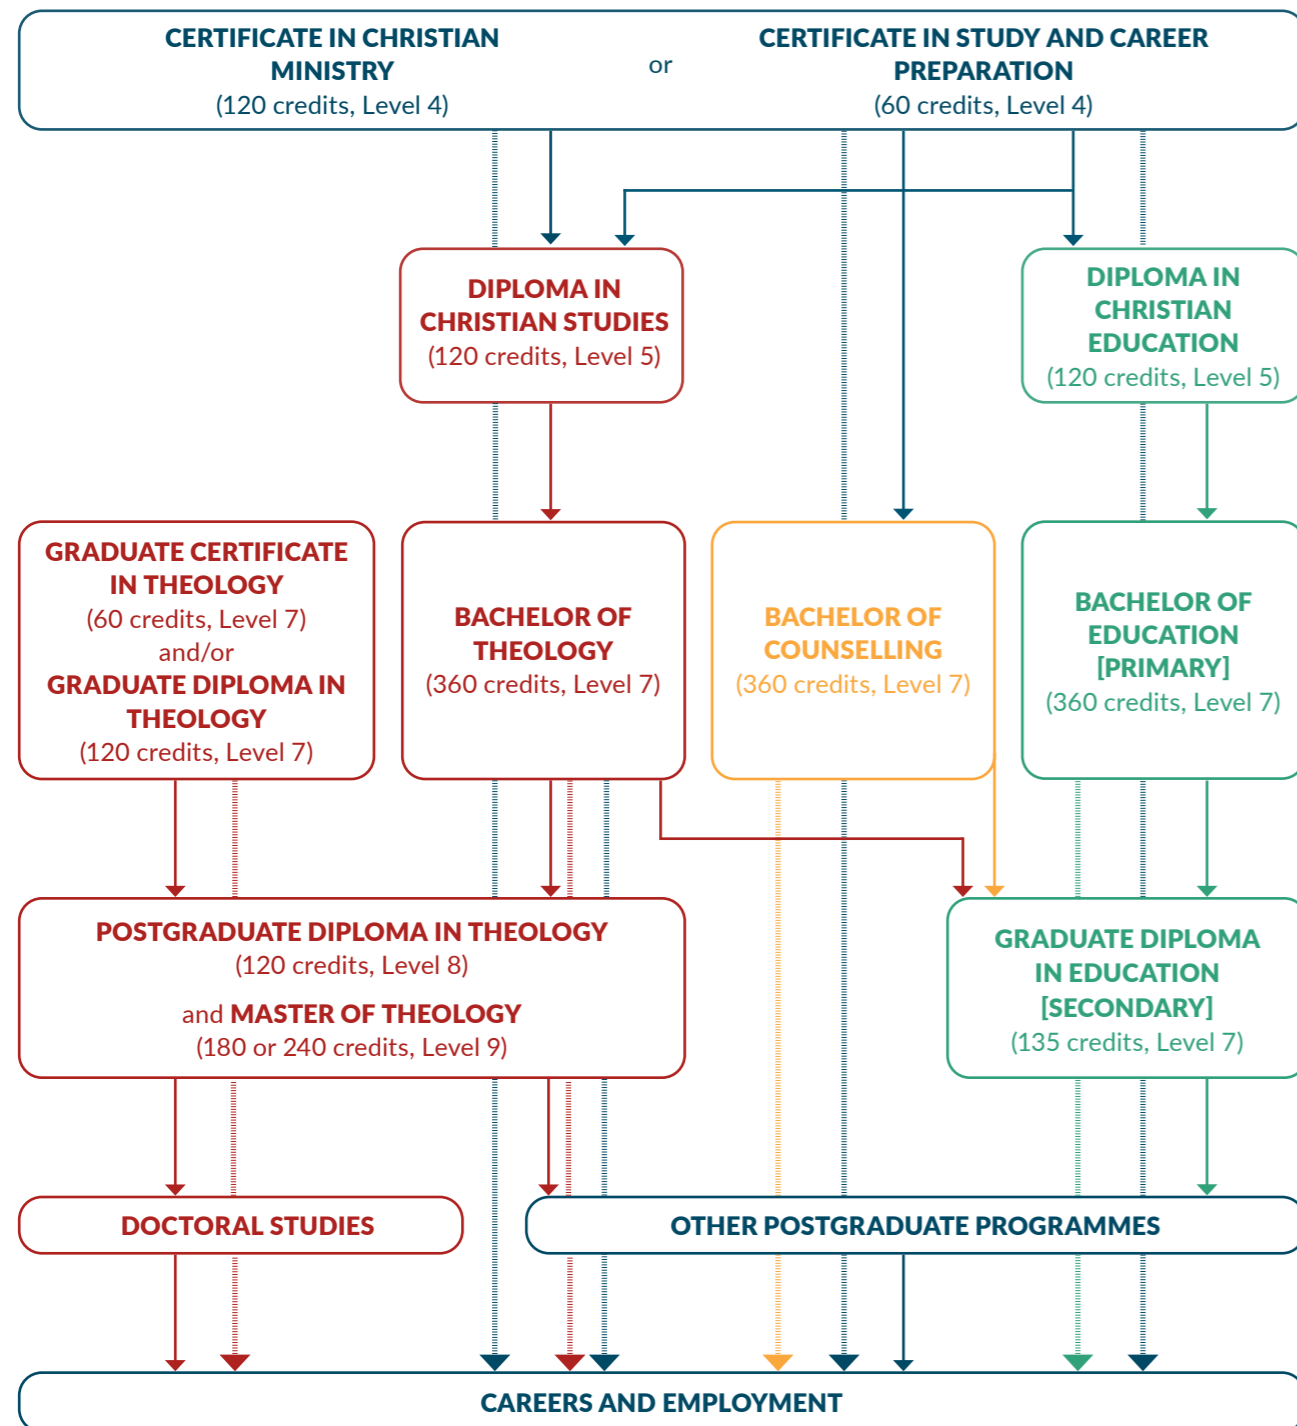 CERTIFICATE IN CHRISTIAN
MINISTRY
(120 credits, Level 4)
or
CERTIFICATE IN STUDY AND CAREER
PREPARATION
(60 credits, Level 4)
DIPLOMA IN
CHRISTIAN STUDIES
(120 credits, Level 5)
DIPLOMA IN
CHRISTIAN
EDUCATION
(120 credits, Level 5)
GRADUATE CERTIFICATE
IN THEOLOGY
(60 credits, Level 7)
and/or
GRADUATE DIPLOMA IN
THEOLOGY
(120 credits, Level 7)
BACHELOR OF
THEOLOGY
(360 credits, Level 7)
BACHELOR OF
COUNSELLING
(360 credits, Level 7)
BACHELOR OF
EDUCATION
[PRIMARY]
(360 credits, Level 7)
POSTGRADUATE DIPLOMA IN THEOLOGY
(120 credits, Level 8)
and MASTER OF THEOLOGY
(180 or 240 credits, Level 9)
GRADUATE DIPLOMA
IN EDUCATION
[SECONDARY]
(135 credits, Level 7)
DOCTORAL STUDIES
OTHER POSTGRADUATE PROGRAMMES
CAREERS AND EMPLOYMENT